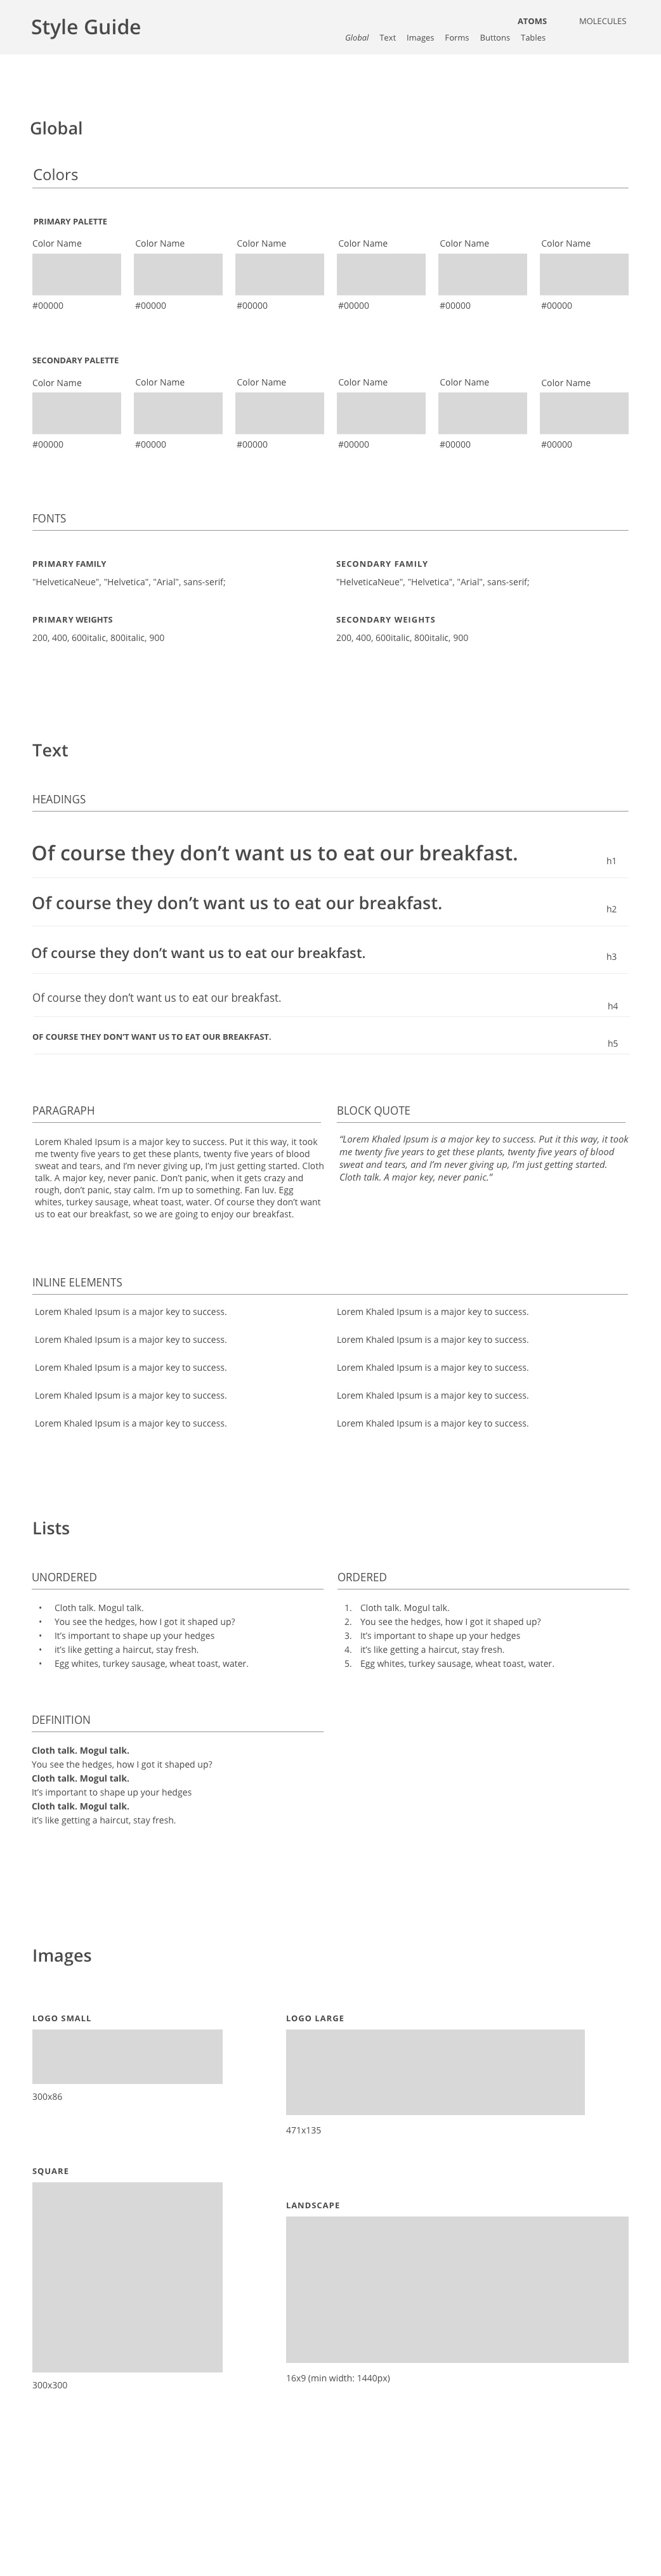 Style Guide
ATOMS MOLECULES
Global Text Images Forms Buttons Tables
Global
Colors
PRIMARY PALETTE
Color Name Color Name Color Name Color Name Color Name Color Name
#00000 #00000 #00000 #00000 #00000 #00000
SECONDARY PALETTE
Color Name Color Name Color Name Color Name Color Name Color Name
#00000 #00000 #00000 #00000 #00000 #00000
FONTS
PRIMARY FAMILY
"HelveticaNeue", "Helvetica", "Arial", sans-serif;
SECONDARY FAMILY
"HelveticaNeue", "Helvetica", "Arial", sans-serif;
PRIMARY WEIGHTS
200, 400, 600italic, 800italic, 900
SECONDARY WEIGHTS
200, 400, 600italic, 800italic, 900
Text
HEADINGS
Of course they don’t want us to eat our breakfast. h1
Of course they don’t want us to eat our breakfast. h2
Of course they don’t want us to eat our breakfast. h3
Of course they don’t want us to eat our breakfast. h4
OF COURSE THEY DON’T WANT US TO EAT OUR BREAKFAST. h5
PARAGRAPH
Lorem Khaled Ipsum is a major key to success. Put it this way, it took
me twenty five years to get these plants, twenty five years of blood
sweat and tears, and I’m never giving up, I’m just getting started. Cloth
talk. A major key, never panic. Don’t panic, when it gets crazy and
rough, don’t panic, stay calm. I’m up to something. Fan luv. Egg
whites, turkey sausage, wheat toast, water. Of course they don’t want
us to eat our breakfast, so we are going to enjoy our breakfast.
BLOCK QUOTE
“Lorem Khaled Ipsum is a major key to success. Put it this way, it took
me twenty five years to get these plants, twenty five years of blood
sweat and tears, and I’m never giving up, I’m just getting started.
Cloth talk. A major key, never panic.”
INLINE ELEMENTS
Lorem Khaled Ipsum is a major key to success. Lorem Khaled Ipsum is a major key to success.
Lorem Khaled Ipsum is a major key to success. Lorem Khaled Ipsum is a major key to success.
Lorem Khaled Ipsum is a major key to success. Lorem Khaled Ipsum is a major key to success.
Lorem Khaled Ipsum is a major key to success. Lorem Khaled Ipsum is a major key to success.
Lorem Khaled Ipsum is a major key to success. Lorem Khaled Ipsum is a major key to success.
Lists
UNORDERED
• Cloth talk. Mogul talk.
• You see the hedges, how I got it shaped up?
• It’s important to shape up your hedges
• it’s like getting a haircut, stay fresh.
• Egg whites, turkey sausage, wheat toast, water.
ORDERED
1. Cloth talk. Mogul talk.
2. You see the hedges, how I got it shaped up?
3. It’s important to shape up your hedges
4. it’s like getting a haircut, stay fresh.
5. Egg whites, turkey sausage, wheat toast, water.
DEFINITION
Cloth talk. Mogul talk.
You see the hedges, how I got it shaped up?
Cloth talk. Mogul talk.
It’s important to shape up your hedges
Cloth talk. Mogul talk.
it’s like getting a haircut, stay fresh.
Images
LOGO SMALL
300x86
LOGO LARGE
471x135
SQUARE
300x300
LANDSCAPE
16x9 (min width: 1440px)